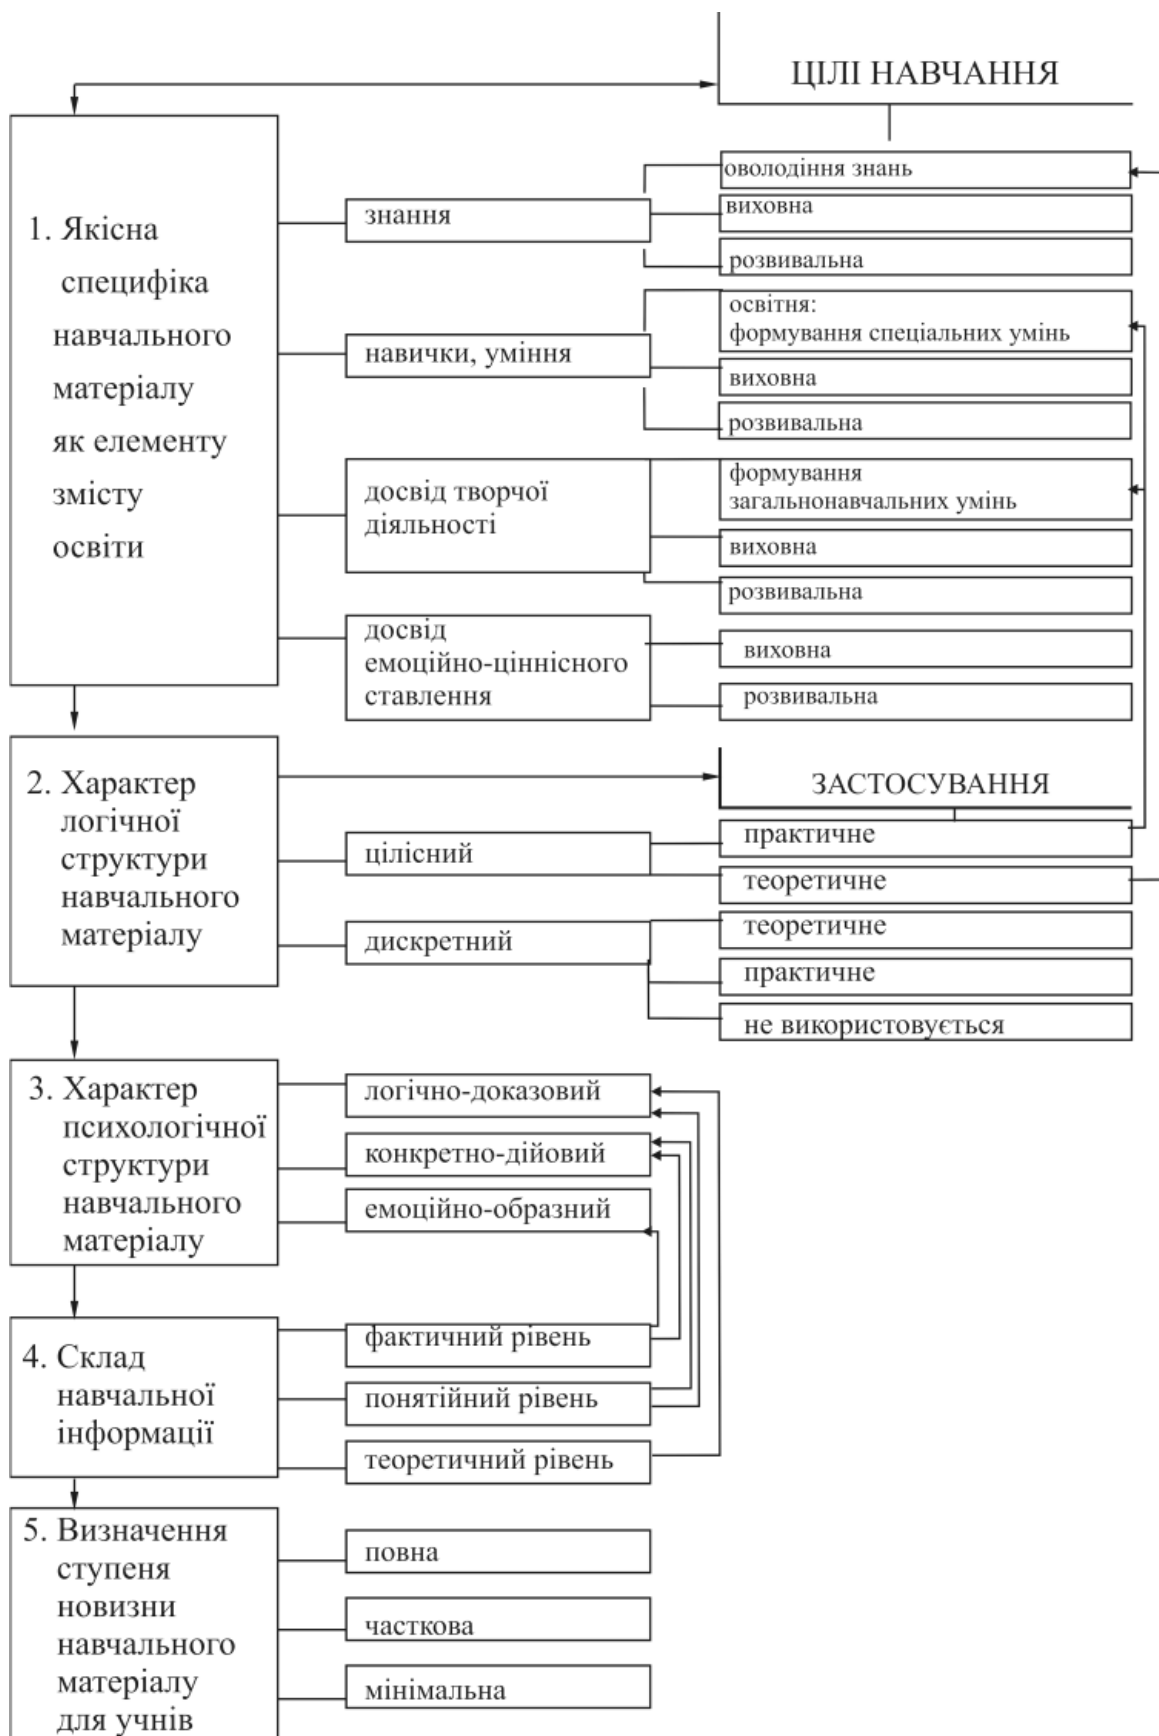 ЦІЛІ НАВЧАННЯ
1. Якісна
специфіка
навчального
матеріалу
як елементу
змісту
освіти
знання
оволодіння знань
виховна
розвивальна
навички, уміння
освітня:
формування спеціальних умінь
виховна
розвивальна
досвід творчої
діяльності
формування
загальнонавчальних умінь
виховна
розвивальна
досвід
емоційно-ціннісного
ставлення
виховна
розвивальна
2. Характер
логічної
структури
навчального
матеріалу
ЗАСТОСУВАННЯ
цілісний
практичне
теоретичне
дискретний
теоретичне
практичне
не використовується
3. Характер
психологічної
структури
навчального
матеріалу
логічно-доказовий
конкретно-дійовий
емоційно-образний
4. Склад
навчальної
інформації
фактичний рівень
понятійний рівень
теоретичний рівень
5. Визначення
ступеня
новизни
навчального
матеріалу
для учнів
повна
часткова
мінімальна